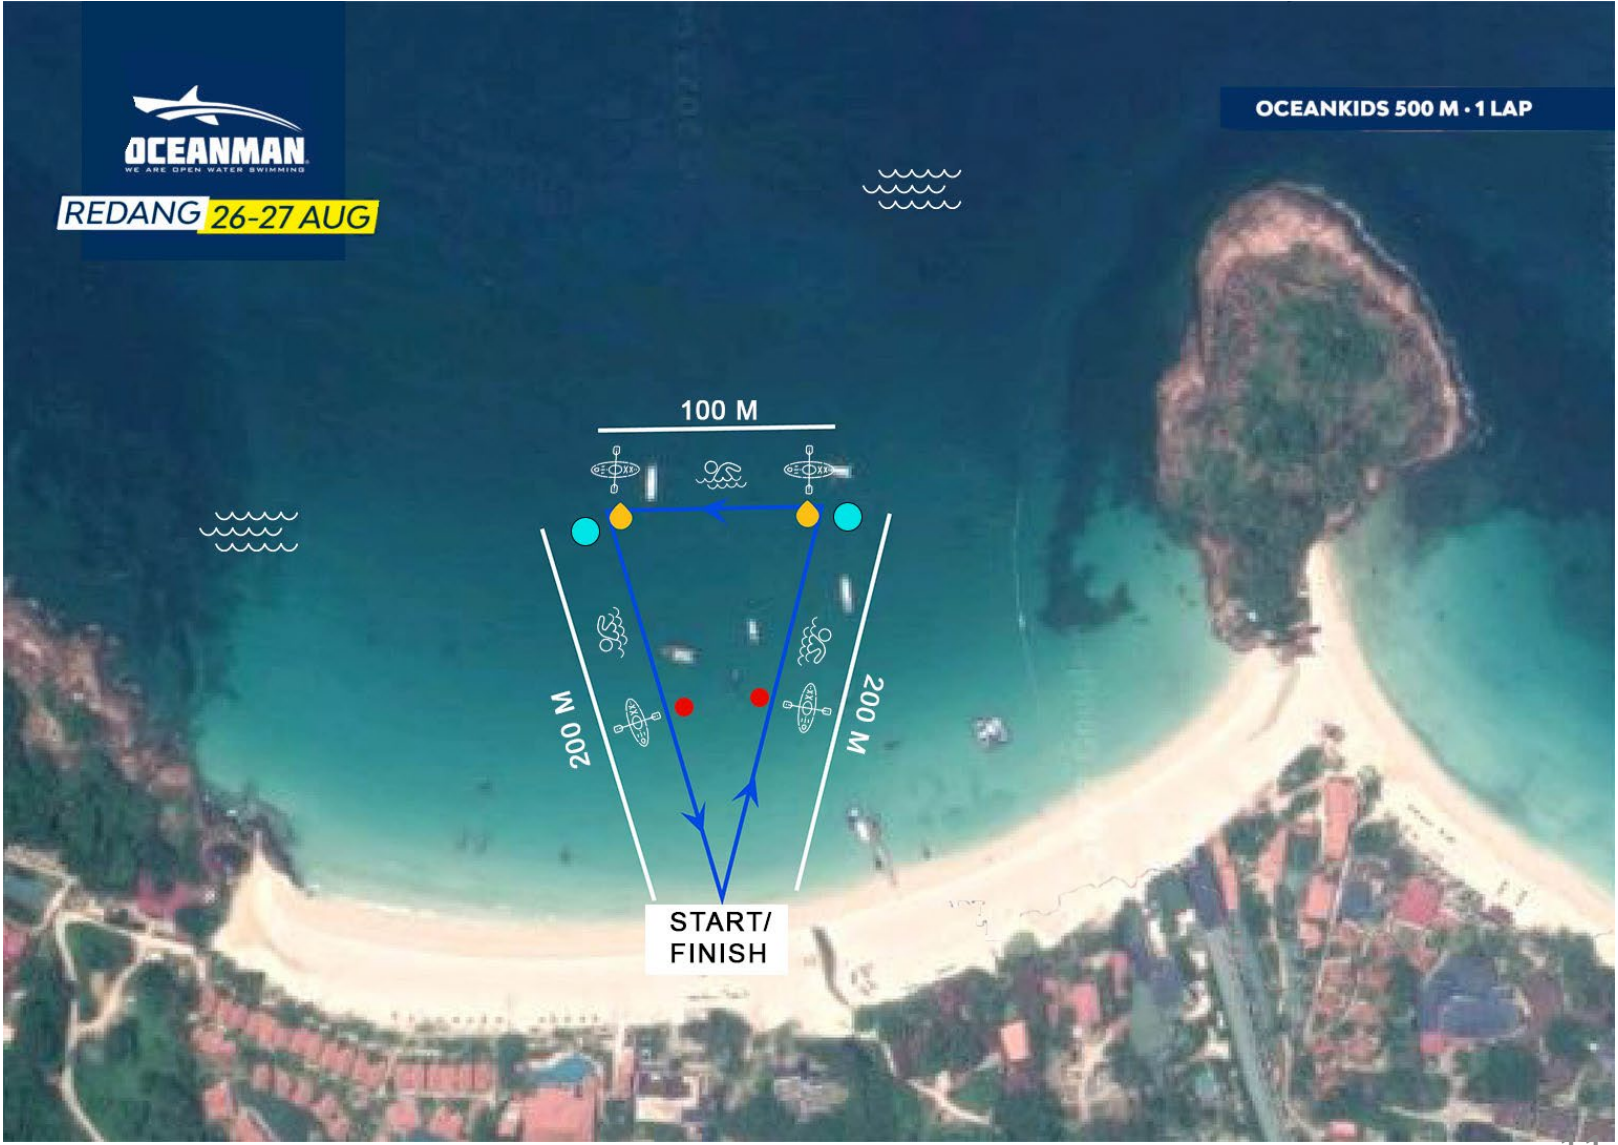 OCEANMAN
WE ARE OPEN WATER SWIMMING
REDANG 26-27 AUG
OCEANKIDS 500 M · 1 LAP
100 M
200 M
200 M
START/
FINISH